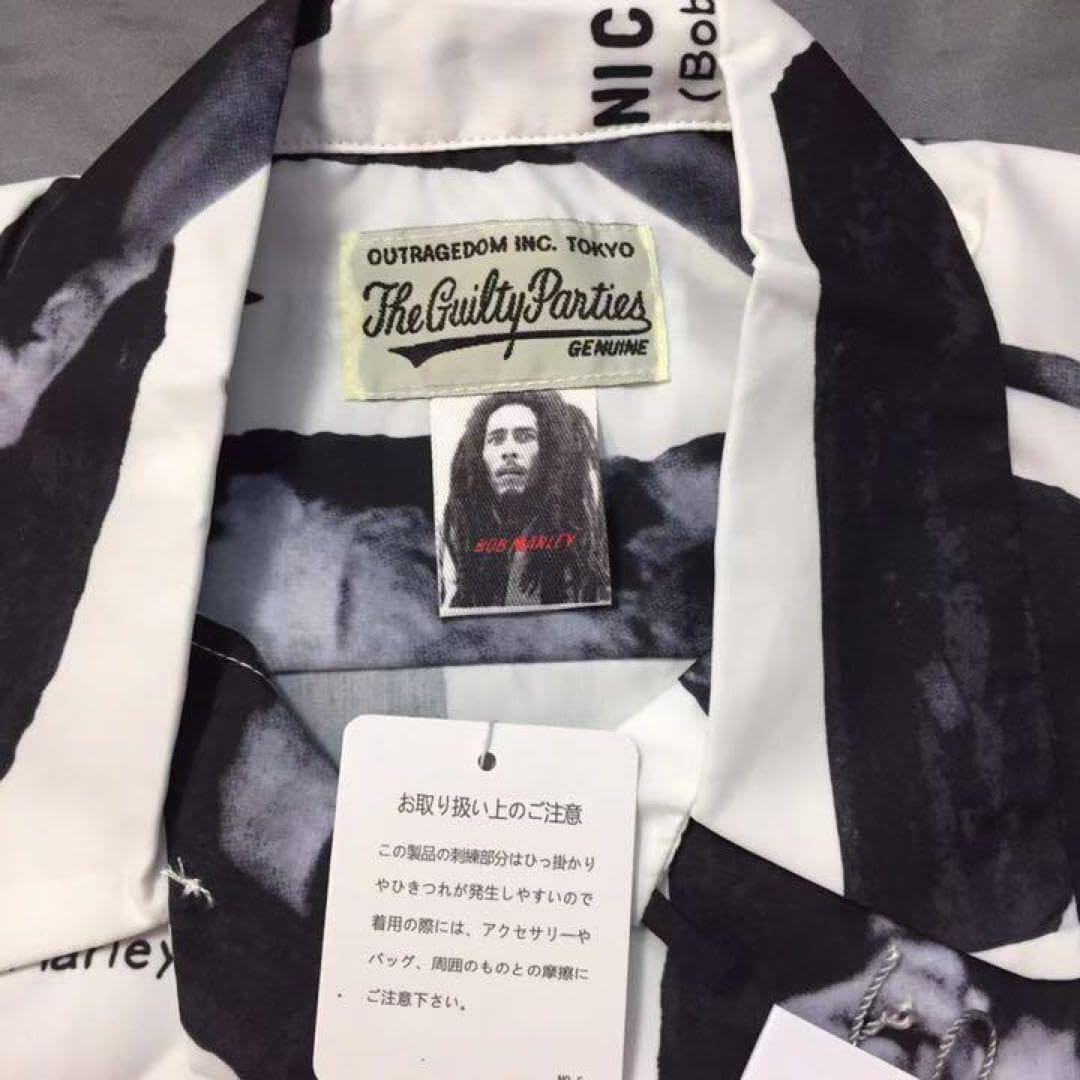 NIC
(Bob
OUTRAGEDOM INC. TOKYO
The Guilty Parties
GENUINE
BOB MARLEY
お取り扱い上のご注意
この製品の刺練部分はひっ掛かり
やひきつれが発生しやすいので
着用の際には、アクセサリーや
バッグ、周囲のものとの摩擦に
ご注意下さい。
Marley